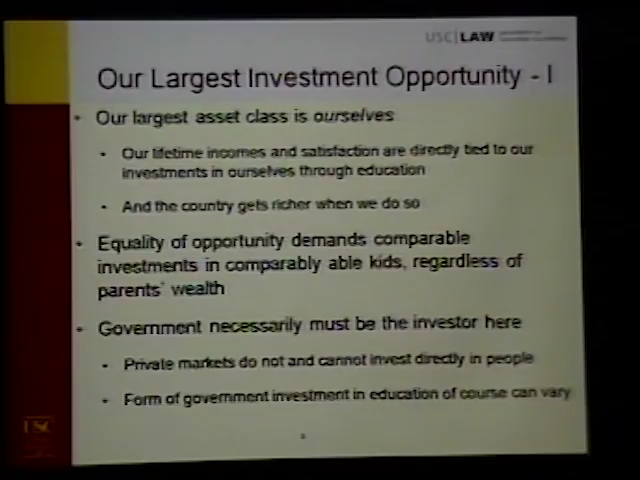 USC LAW
Our Largest Investment Opportunity - I
• Our largest asset class is ourselves
• Our lifetime incomes and satisfaction are directly tied to our
investments in ourselves through education
• And the country gets richer when we do so
• Equality of opportunity demands comparable
investments in comparably able kids, regardless of
parents' wealth
• Government necessarily must be the investor here
• Private markets do not and cannot invest directly in people
• Form of government investment in education of course can vary
USC